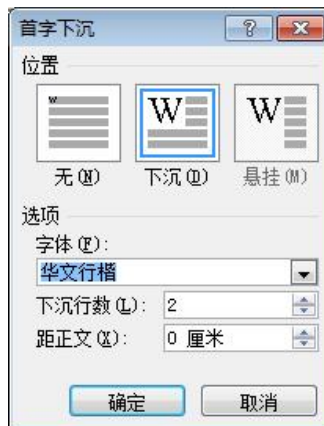 首字下沉
位置
W W W
无(N) 下沉(D) 悬挂(M)
选项
字体(F):
华文行楷
下沉行数(L): 2
距正文(X): 0 厘米
确定 取消